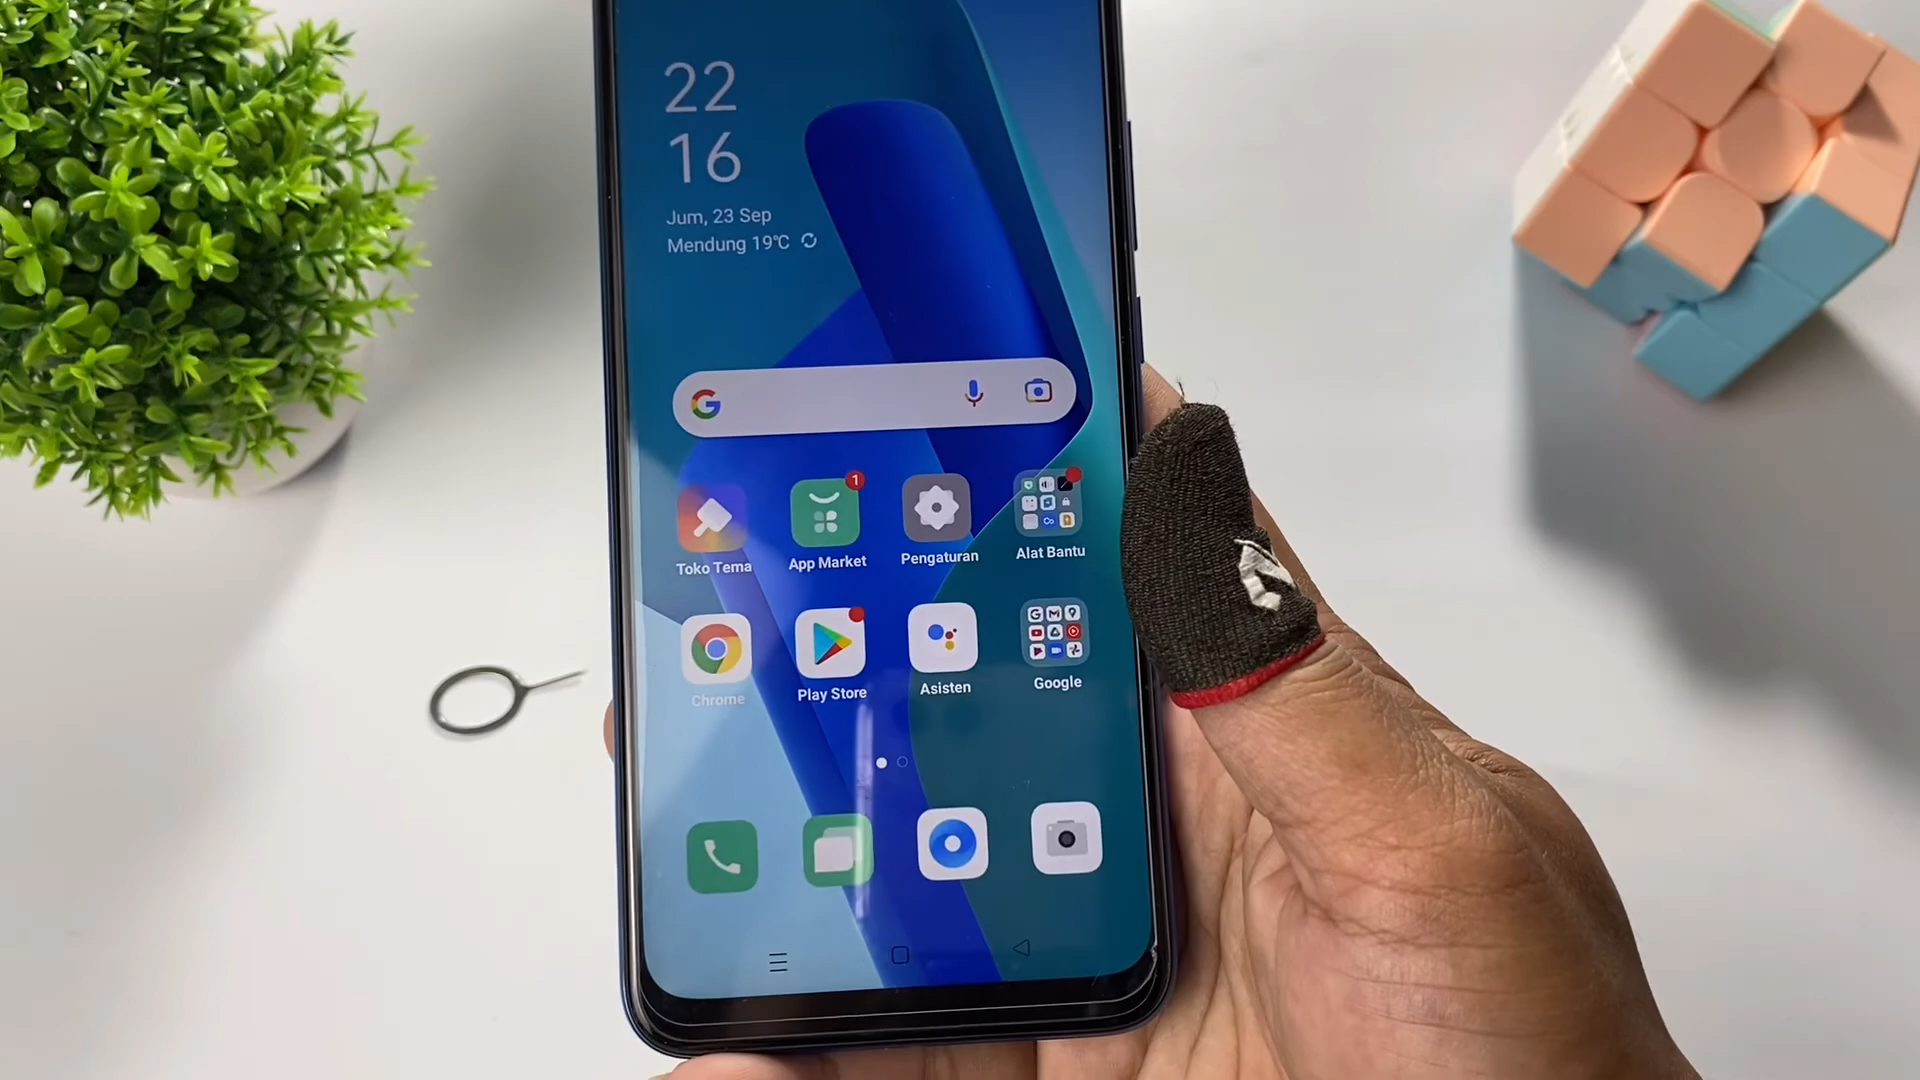 22
16
Jum, 23 Sep
Mendung 19°C
Toko Tema
App Market
1
Pengaturan
Alat Bantu
Chrome
Play Store
Asisten
Google